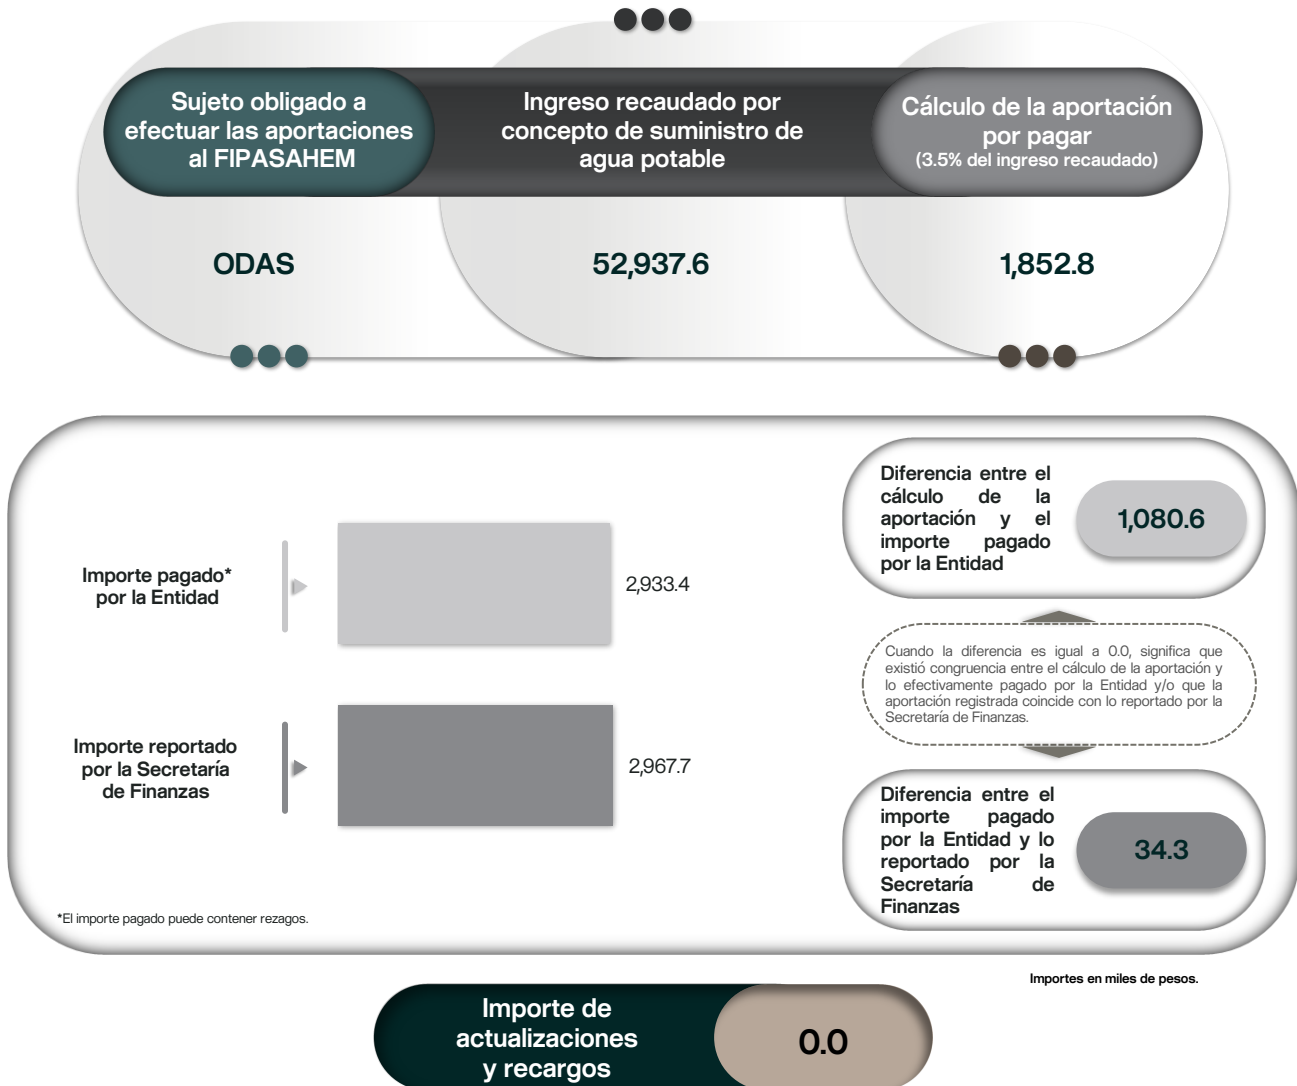 Sujeto obligado a
efectuar las aportaciones
al FIPASAHEM
Ingreso recaudado por
concepto de suministro de
agua potable
Cálculo de la aportación
por pagar
(3.5% del ingreso recaudado)
ODAS
52,937.6
1,852.8
Importe pagado*
por la Entidad
2,933.4
Importe reportado
por la Secretaría
de Finanzas
2,967.7
*El importe pagado puede contener rezagos.
Diferencia entre el
cálculo de la
aportación y el
importe pagado
por la Entidad
1,080.6
Cuando la diferencia es igual a 0.0, significa que
existió congruencia entre el cálculo de la aportación y
lo efectivamente pagado por la Entidad y/o que la
aportación registrada coincide con lo reportado por la
Secretaría de Finanzas.
Diferencia entre el
importe pagado
por la Entidad y lo
reportado por la
Secretaría de
Finanzas
34.3
Importes en miles de pesos.
Importe de
actualizaciones
y recargos
0.0